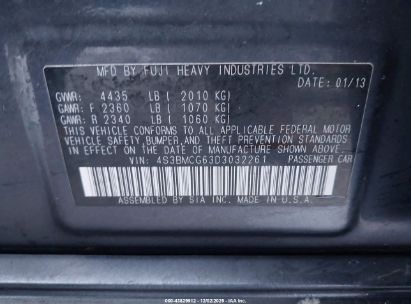 MFD BY FUJI HEAVY INDUSTRIES LTD.
DATE: 01/13
GVWR: 4435 LB ( 2010 KG)
GAWR: F 2360 LB ( 1070 KG)
GAWR: R 2340 LB ( 1060 KG)
THIS VEHICLE CONFORMS TO ALL APPLICABLE FEDERAL MOTOR
VEHICLE SAFETY, BUMPER, AND THEFT PREVENTION STANDARDS
IN EFFECT ON THE DATE OF MANUFACTURE SHOWN ABOVE.
VIN: 4S3BMCG63D3032261 PASSENGER CAR
ASSEMBLED BY SIA INC. MADE IN U.S.A.